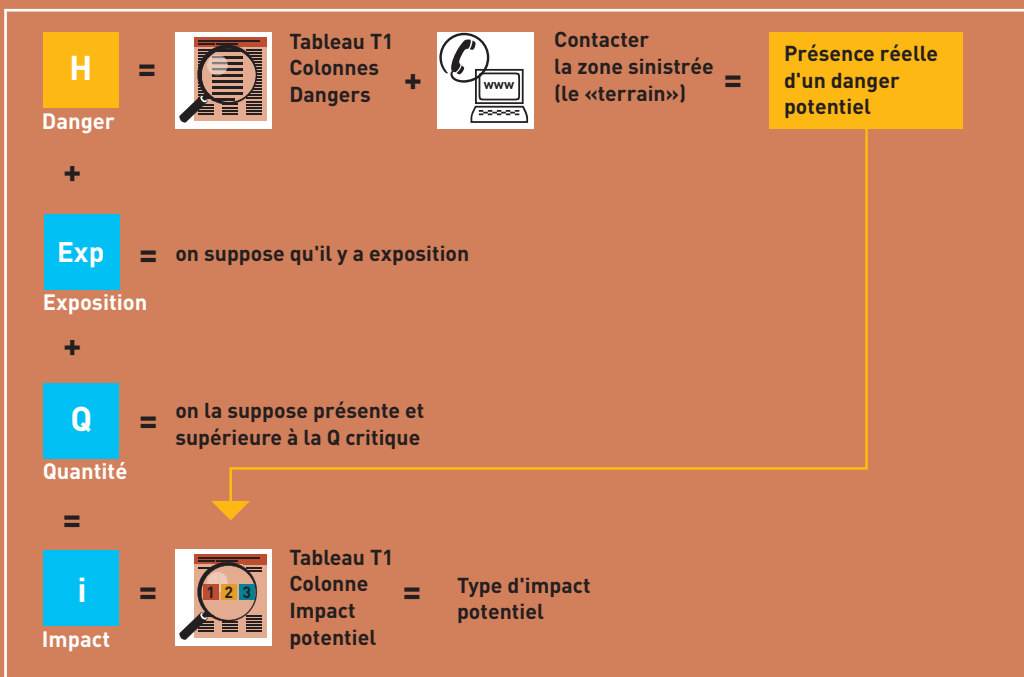 H
Danger
=
Tableau T1
Colonnes
Dangers
+
www
Contacter
la zone sinistrée
(le «terrain»)
=
Présence réelle
d'un danger
potentiel
+
Exp
Exposition
=
on suppose qu'il y a exposition
+
Q
Quantité
=
on la suppose présente et
supérieure à la Q critique
=
i
Impact
=
1 2 3
Tableau T1
Colonne
Impact
potentiel
=
Type d'impact
potentiel